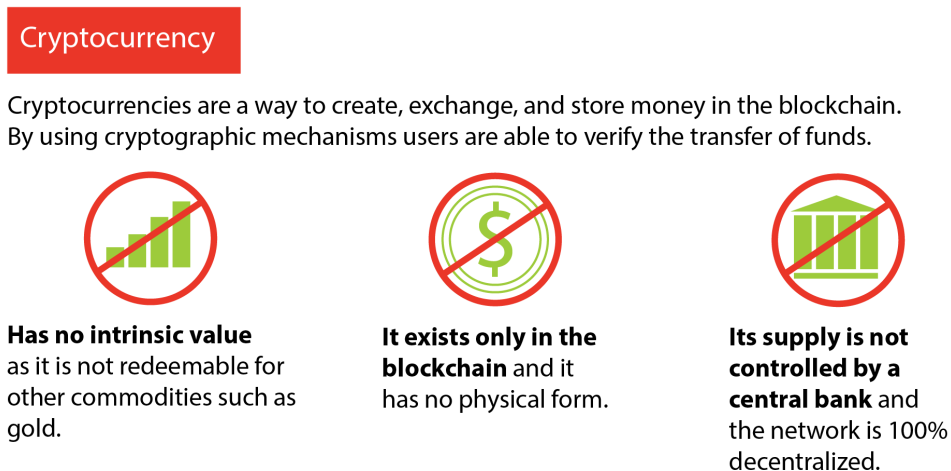 Cryptocurrency
Cryptocurrencies are a way to create, exchange, and store money in the blockchain.
By using cryptographic mechanisms users are able to verify the transfer of funds.
$
Has no intrinsic value
as it is not redeemable for
other commodities such as
gold.
It exists only in the
blockchain and it
has no physical form.
Its supply is not
controlled by a
central bank and
the network is 100%
decentralized.